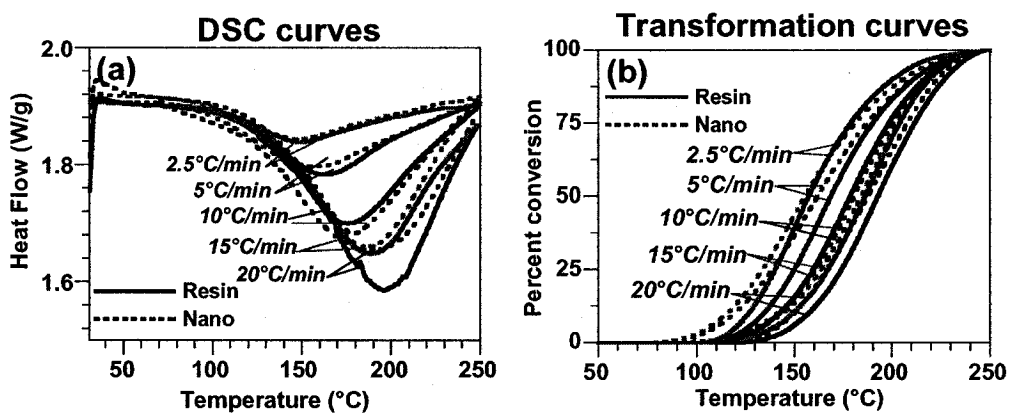 DSC curves
Transformation curves
(a)
Heat Flow (W/g)
2.0
1.8
1.6
2.5°C/min
5°C/min
10°C/min
15°C/min
20°C/min
Resin
Nano
50
100
150
200
250
Temperature (°C)
(b)
Percent conversion
100
75
50
25
0
Resin
Nano
2.5°C/min
5°C/min
10°C/min
15°C/min
20°C/min
50
100
150
200
250
Temperature (°C)